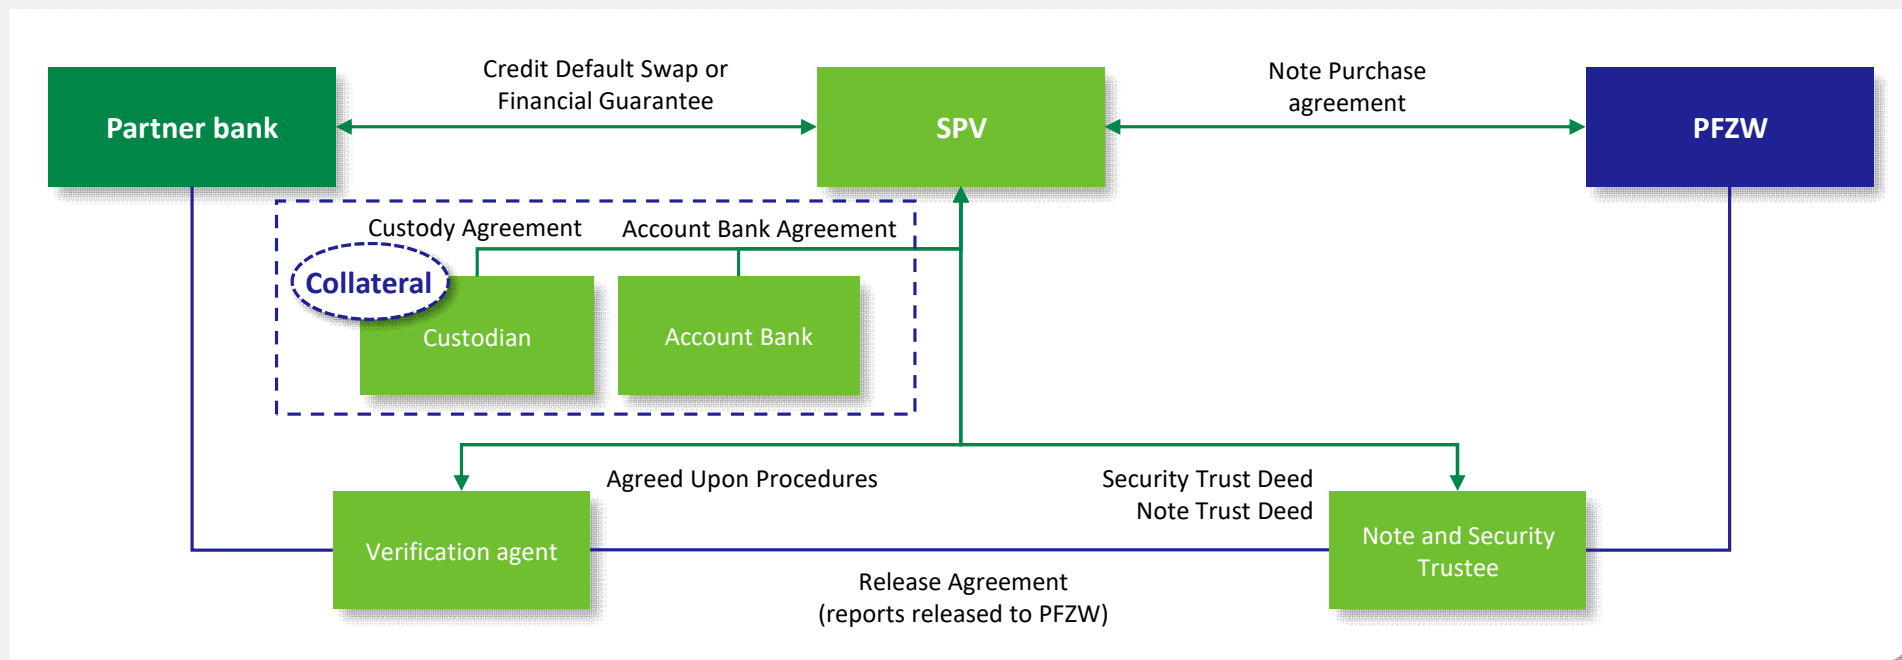 Credit Default Swap or
Financial Guarantee
Note Purchase
agreement
Partner bank
SPV
PFZW
Custody Agreement
Account Bank Agreement
Collateral
Custodian
Account Bank
Agreed Upon Procedures
Security Trust Deed
Note Trust Deed
Verification agent
Note and Security
Trustee
Release Agreement
(reports released to PFZW)